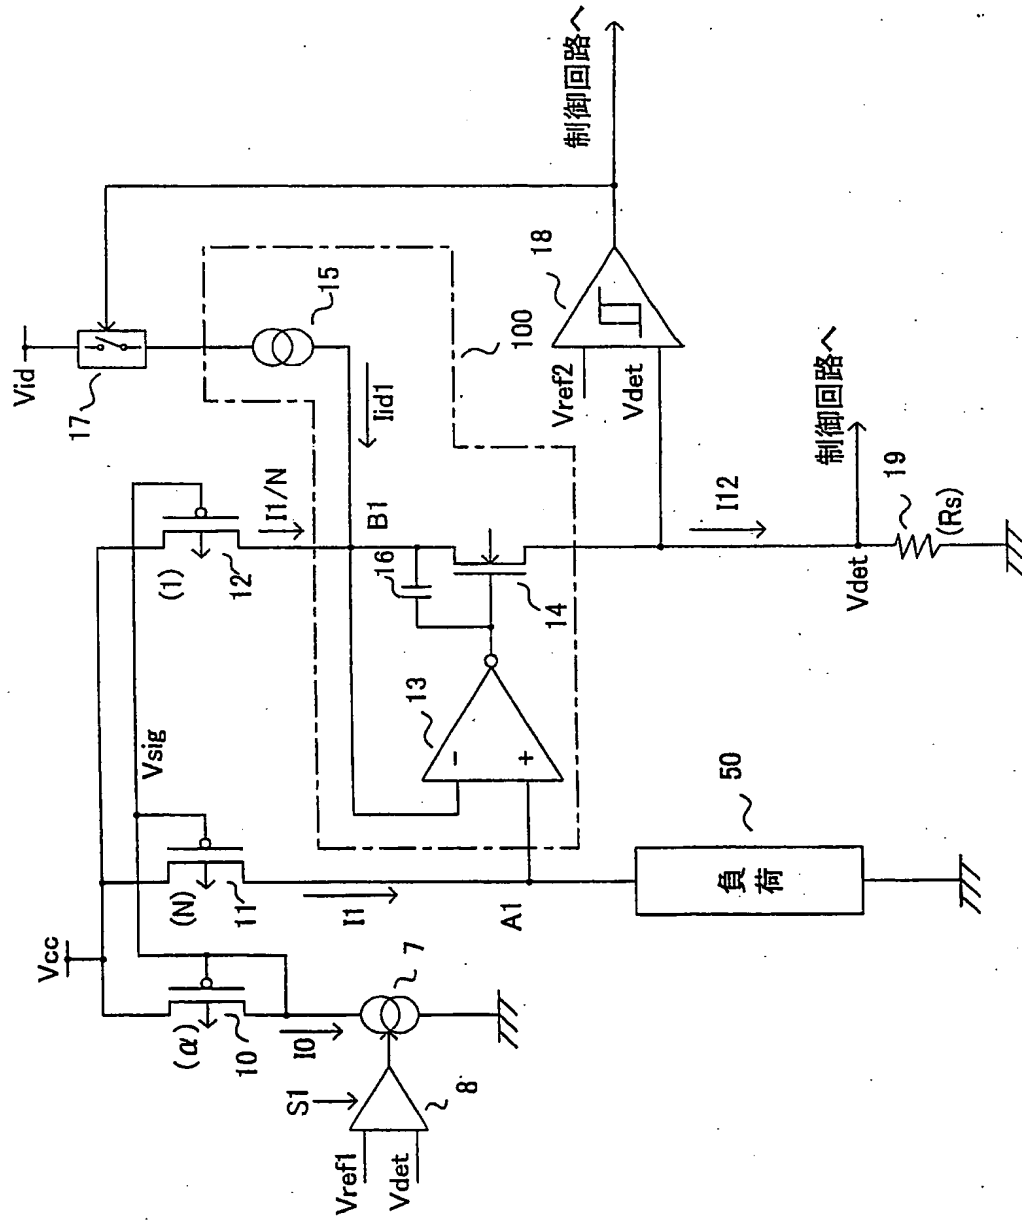 Vcc
(α)
10
I0
S1
Vref1
Vdet
8
7
(N)
11
I1
A1
Vsig
(1)
12
I1/N
B1
16
13
-
+
14
Vid
17
15
Iid1
100
Vref2
Vdet
18
制御回路へ
I12
Vdet
制御回路へ
19
(Rs)
50
負荷